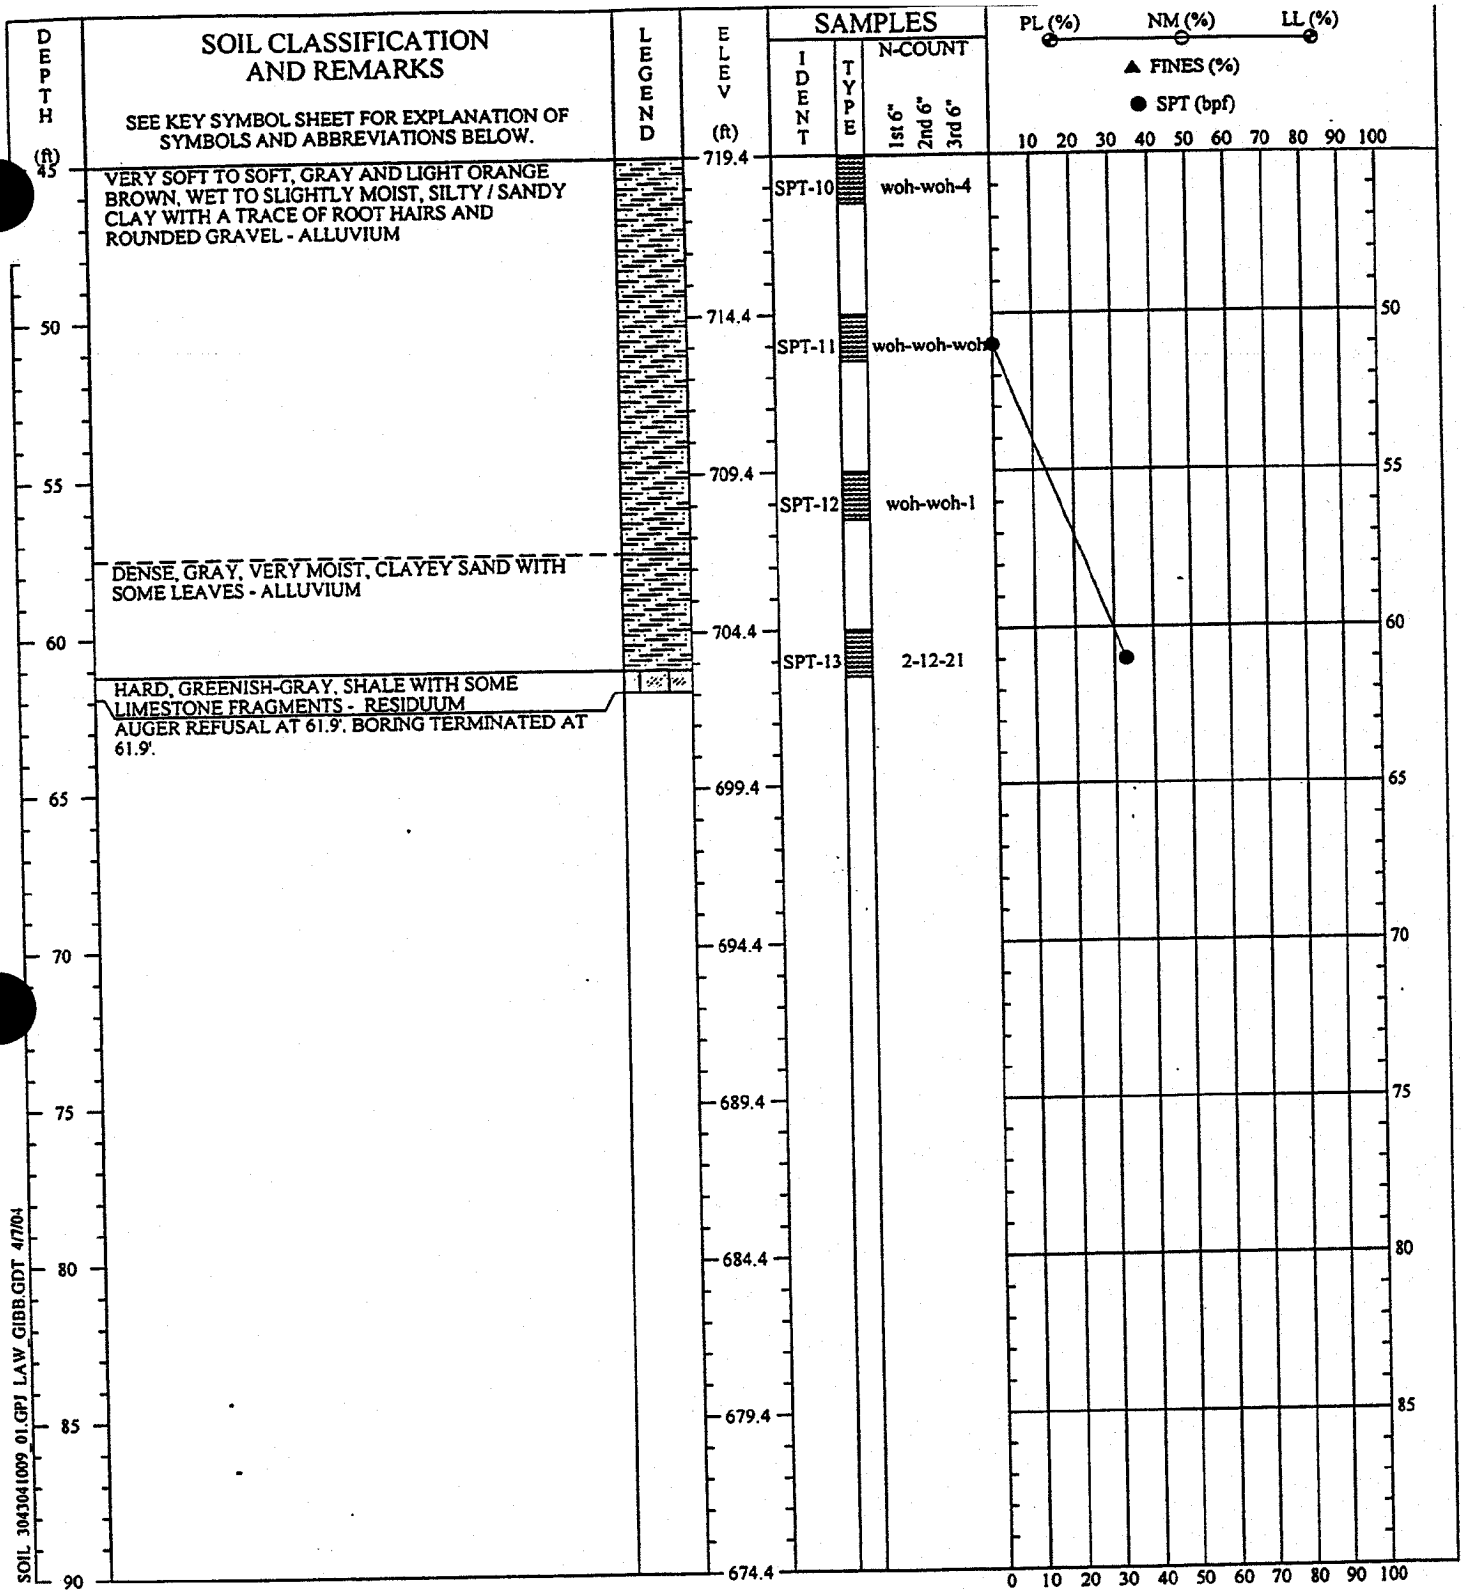 DEPTH (ft)
SOIL CLASSIFICATION
AND REMARKS
SEE KEY SYMBOL SHEET FOR EXPLANATION OF
SYMBOLS AND ABBREVIATIONS BELOW.
LEGEND
ELEV (ft)
SAMPLES
IDENT
TYPE
N-COUNT
1st 6"
2nd 6"
3rd 6"
PL (%) NM (%) LL (%)
▲ FINES (%)
● SPT (bpf)
10 20 30 40 50 60 70 80 90 100
45
719.4
VERY SOFT TO SOFT, GRAY AND LIGHT ORANGE
BROWN, WET TO SLIGHTLY MOIST, SILTY / SANDY
CLAY WITH A TRACE OF ROOT HAIRS AND
ROUNDED GRAVEL - ALLUVIUM
SPT-10 woh-woh-4
50 714.4 50
SPT-11 woh-woh-woh
55 709.4 55
SPT-12 woh-woh-1
DENSE, GRAY, VERY MOIST, CLAYEY SAND WITH
SOME LEAVES - ALLUVIUM
60 704.4 60
SPT-13 2-12-21
HARD, GREENISH-GRAY, SHALE WITH SOME
LIMESTONE FRAGMENTS - RESIDUUM
AUGER REFUSAL AT 61.9'. BORING TERMINATED AT
61.9'.
65 699.4 65
70 694.4 70
75 689.4 75
80 684.4 80
85 679.4 85
90 674.4
0 10 20 30 40 50 60 70 80 90 100
SOIL 3043041009_01.GPJ LAW_GIBB.GDT 4/7/04